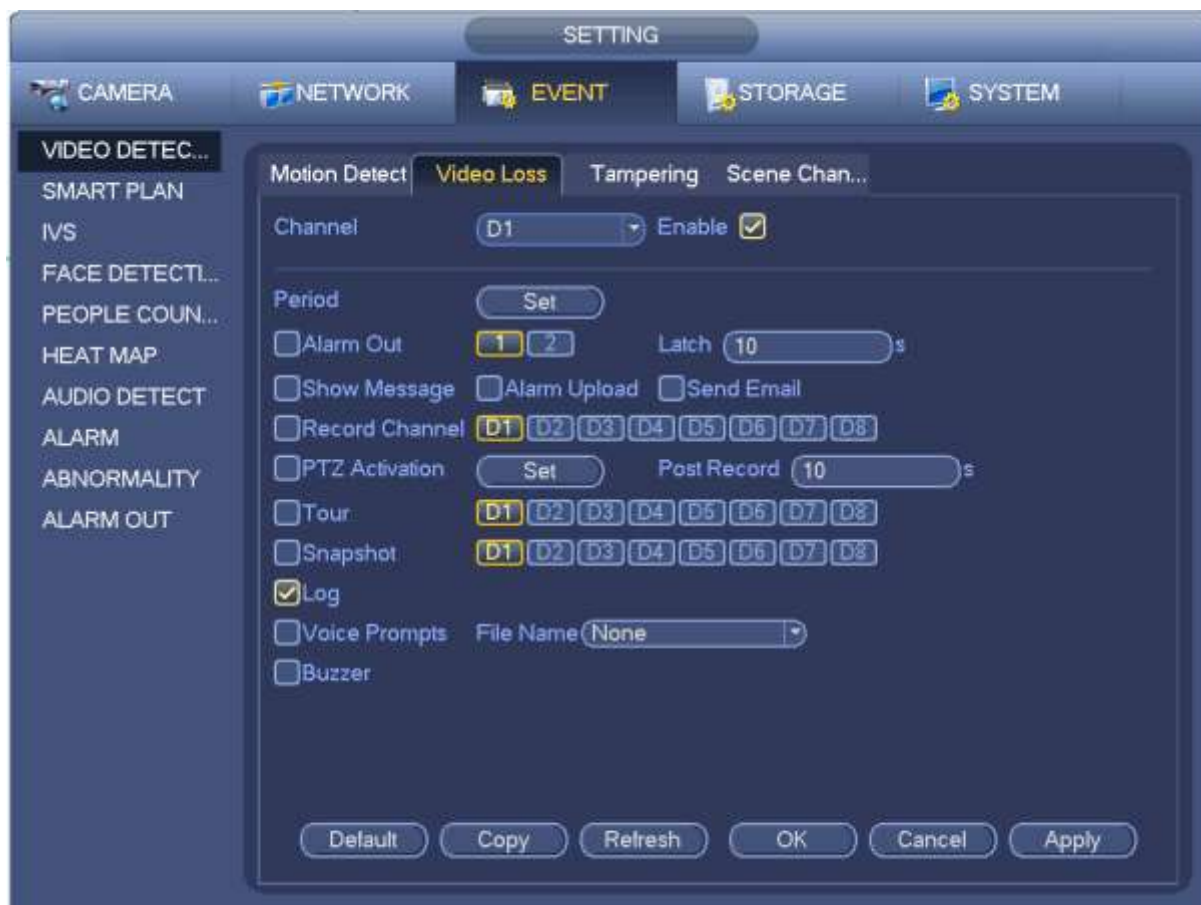 SETTING
CAMERA NETWORK EVENT STORAGE SYSTEM
VIDEO DETEC...
SMART PLAN
IVS
FACE DETECTI...
PEOPLE COUN...
HEAT MAP
AUDIO DETECT
ALARM
ABNORMALITY
ALARM OUT
Motion Detect Video Loss Tampering Scene Chan...
Channel D1 Enable
Period Set
Alarm Out 1 2 Latch 10 s
Show Message Alarm Upload Send Email
Record Channel D1 D2 D3 D4 D5 D6 D7 D8
PTZ Activation Set Post Record 10 s
Tour D1 D2 D3 D4 D5 D6 D7 D8
Snapshot D1 D2 D3 D4 D5 D6 D7 D8
Log
Voice Prompts File Name None
Buzzer
Default Copy Refresh OK Cancel Apply